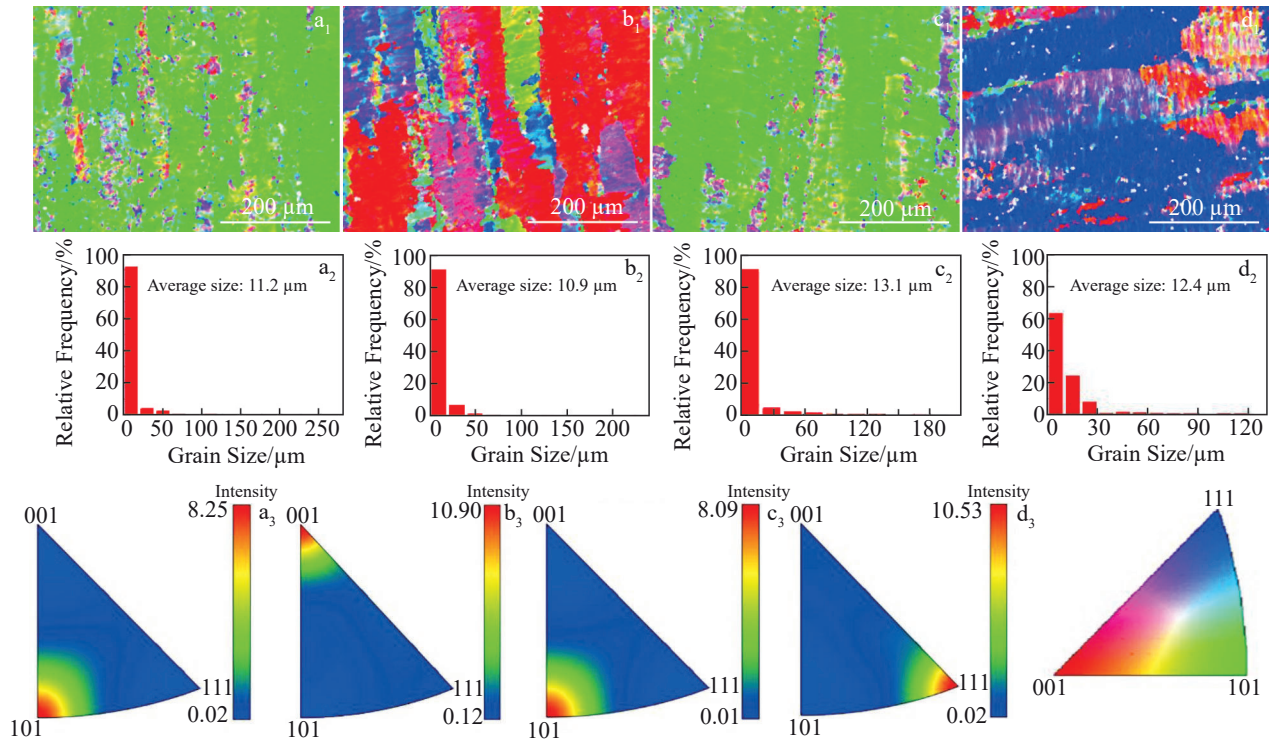 a1
b1
c1
d1
200 µm
200 µm
200 µm
200 µm
Relative Frequency/%
100
80
60
40
20
0
a2
Average size: 11.2 µm
0 50 100 150 200 250
Grain Size/µm
Relative Frequency/%
100
80
60
40
20
0
b2
Average size: 10.9 µm
0 50 100 150 200
Grain Size/µm
Relative Frequency/%
100
80
60
40
20
0
c2
Average size: 13.1 µm
0 60 120 180
Grain Size/µm
Relative Frequency/%
100
80
60
40
20
0
d2
Average size: 12.4 µm
0 30 60 90 120
Grain Size/µm
001
111
101
Intensity
8.25
0.02
a3
001
111
101
Intensity
10.90
0.12
b3
001
111
101
Intensity
8.09
0.01
c3
001
111
101
Intensity
10.53
0.02
d3
111
001
101